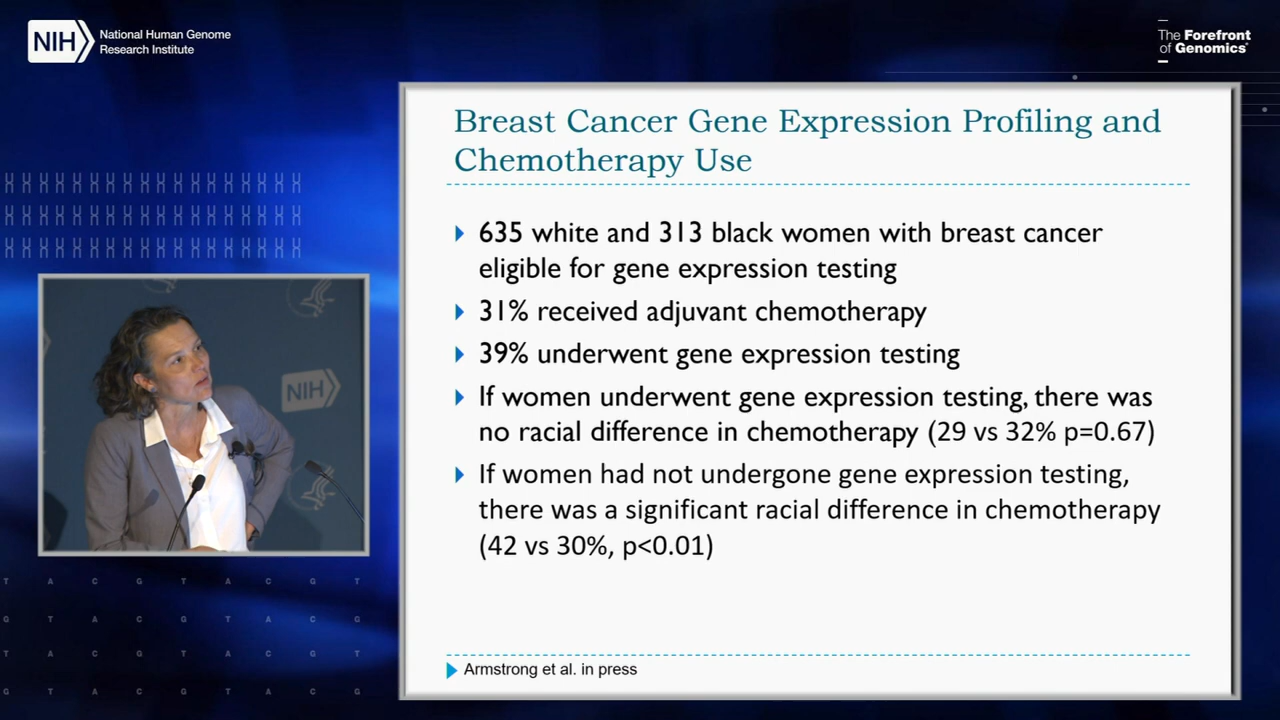 NIH
National Human Genome
Research Institute
The Forefront
of Genomics®
Breast Cancer Gene Expression Profiling and
Chemotherapy Use
635 white and 313 black women with breast cancer
eligible for gene expression testing
31% received adjuvant chemotherapy
39% underwent gene expression testing
If women underwent gene expression testing, there was
no racial difference in chemotherapy (29 vs 32% p=0.67)
If women had not undergone gene expression testing,
there was a significant racial difference in chemotherapy
(42 vs 30%, p<0.01)
Armstrong et al. in press
NIH
T A C G T A C G T
G T A C G T A C G
T A C G T A C G T
G T A C G T A C G